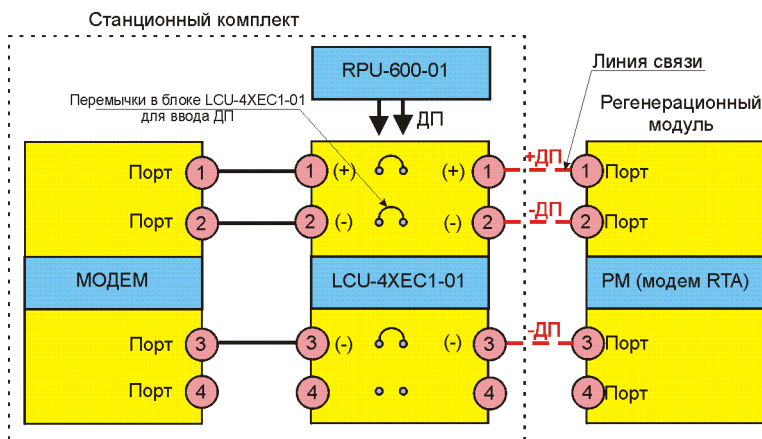 Станционный комплект
RPU-600-01
Линия связи
Перемычки в блоке LCU-4XEC1-01
для ввода ДП
ДП
Регенерационный
модуль
Порт 1 1 (+) (+) 1 +ДП 1 Порт
Порт 2 2 (-) (-) 2 -ДП 2 Порт
МОДЕМ LCU-4XEC1-01 РМ (модем RTA)
Порт 3 3 (-) (-) 3 -ДП 3 Порт
Порт 4 4 4 4 Порт